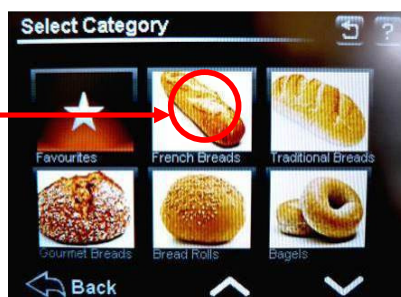 Select Category
?
Favourites French Breads Traditional Breads
Gourmet Breads Bread Rolls Bagels
Back